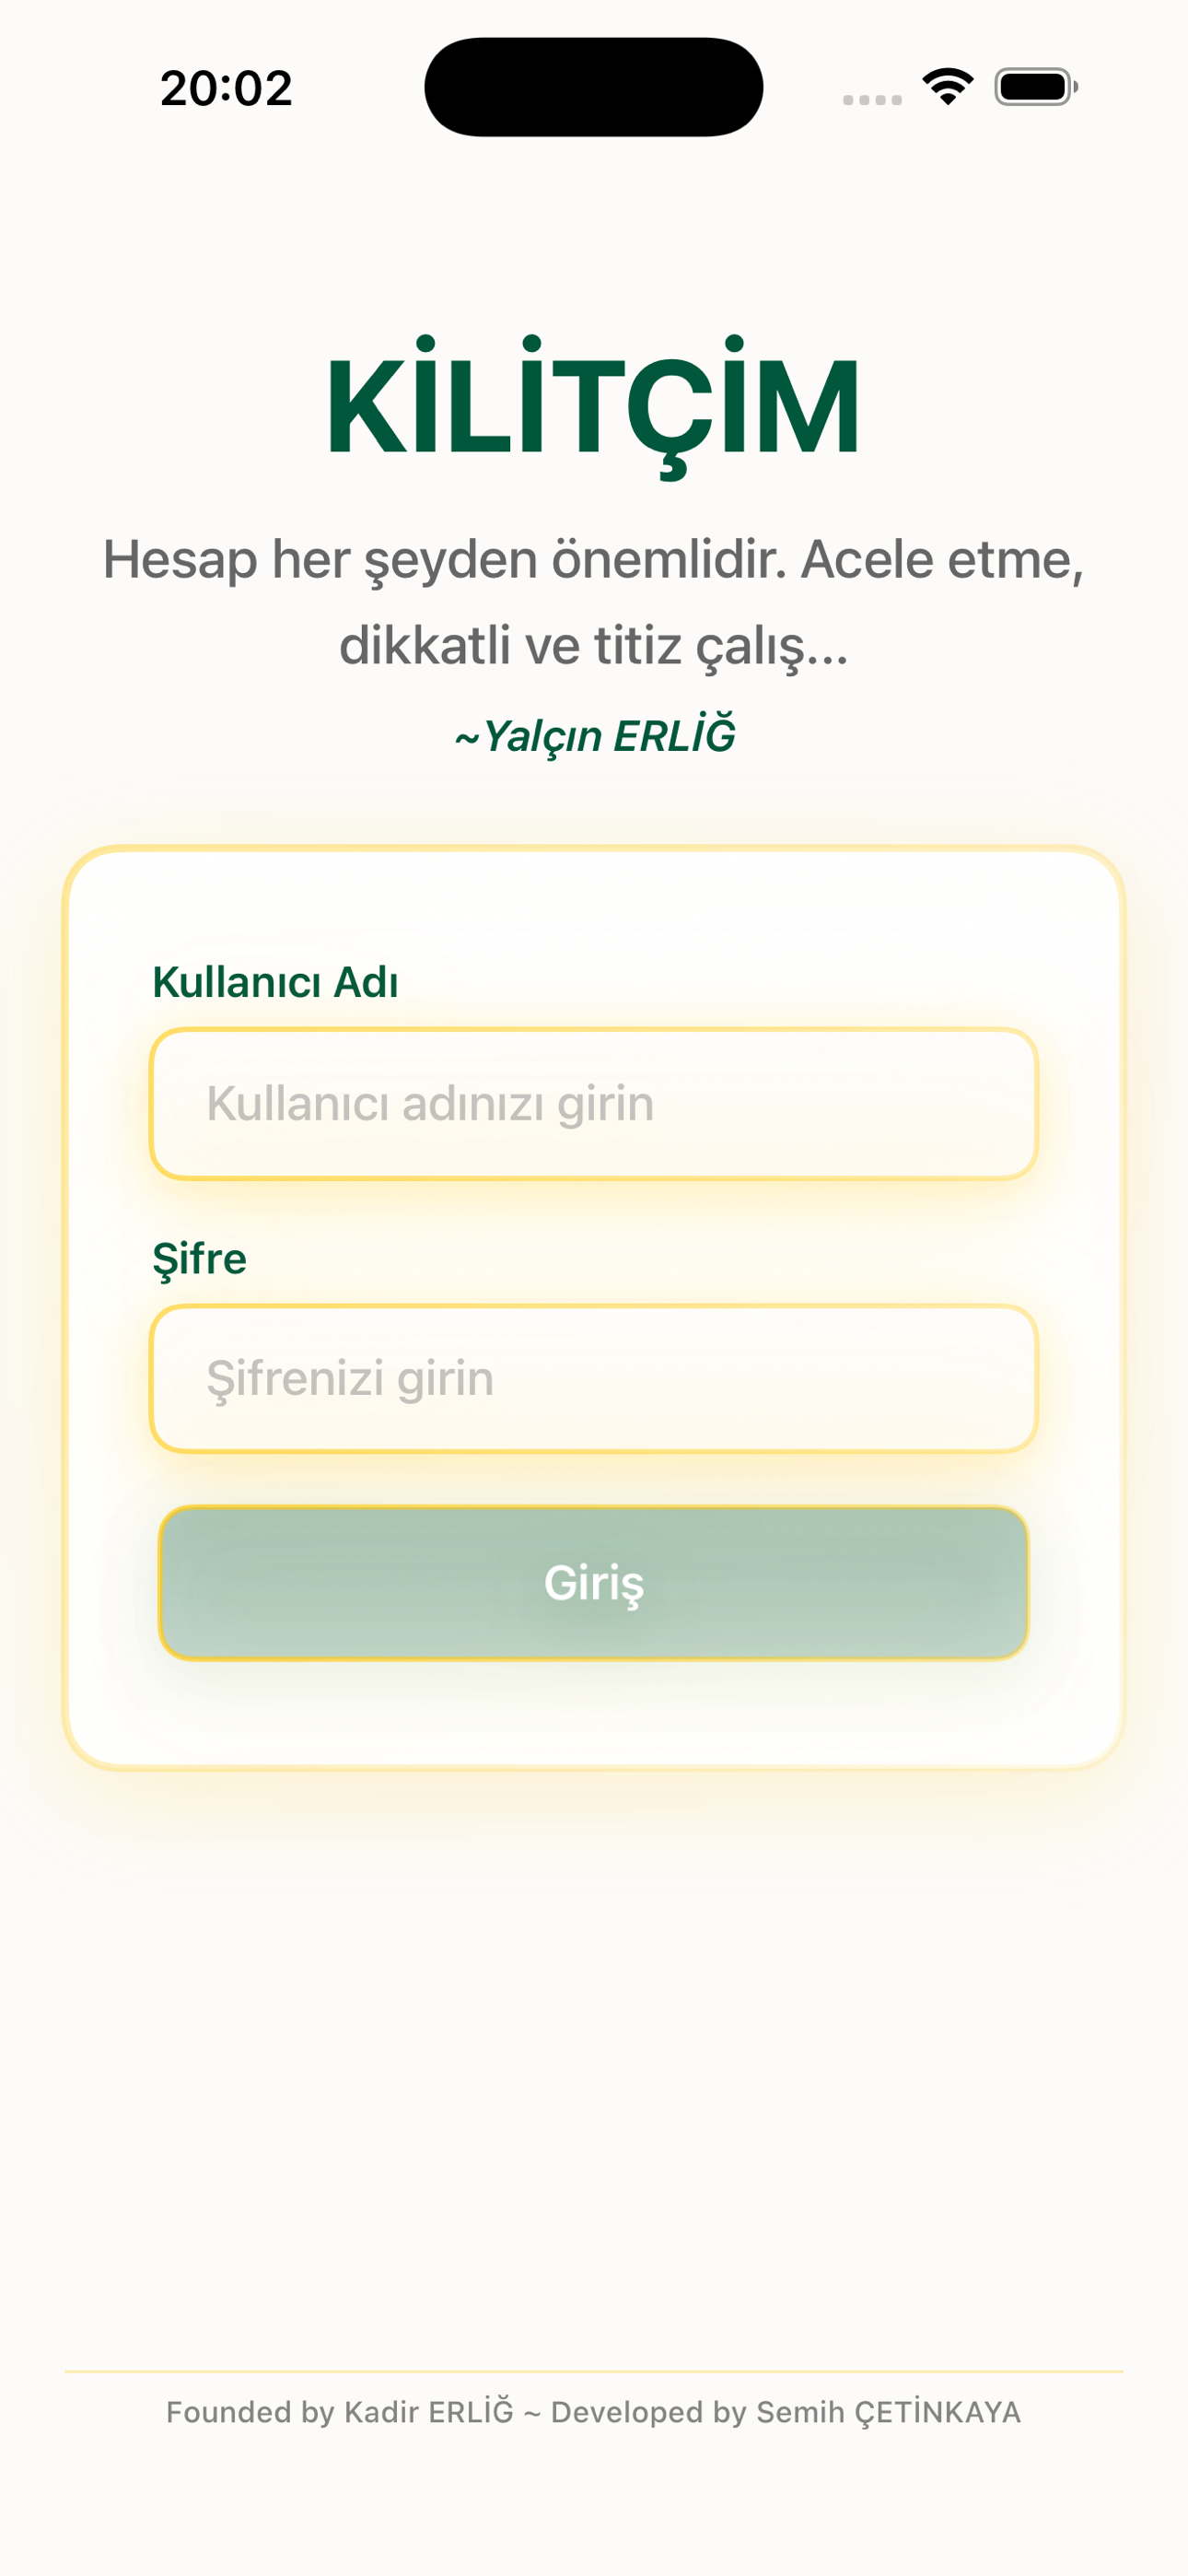 20:02
KİLİTÇİM
Hesap her şeyden önemlidir. Acele etme,
dikkatli ve titiz çalış...
~Yalçın ERLİĞ
Kullanıcı Adı
Kullanıcı adınızı girin
Şifre
Şifrenizi girin
Giriş
Founded by Kadir ERLİĞ ~ Developed by Semih ÇETİNKAYA